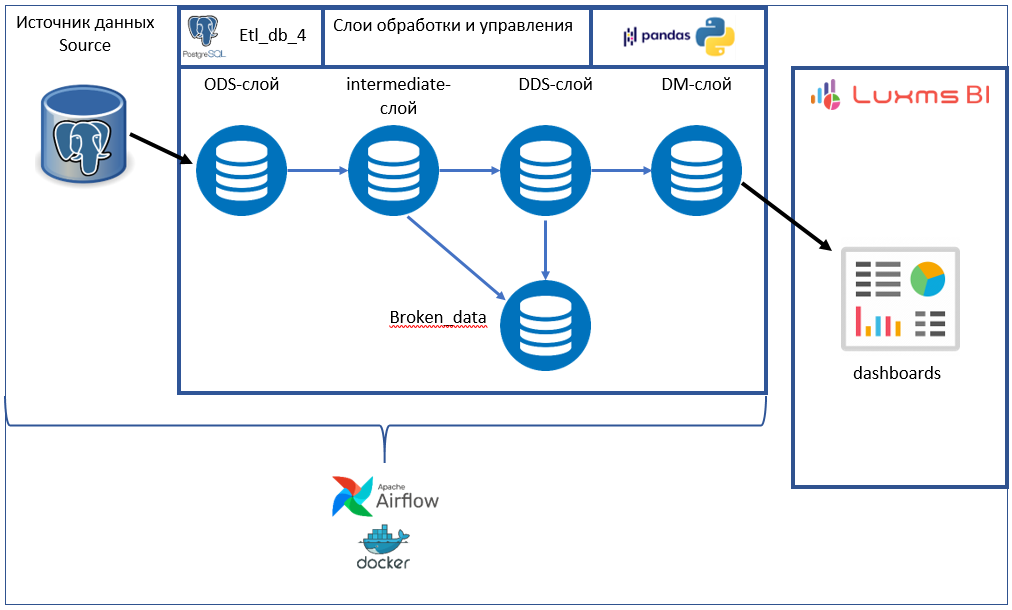 Источник данных
Source
PostgreSQL
Etl_db_4
Слои обработки и управления
pandas
ODS-слой
intermediate-
слой
DDS-слой
DM-слой
Luxms BI
Broken_data
dashboards
Apache
Airflow
docker